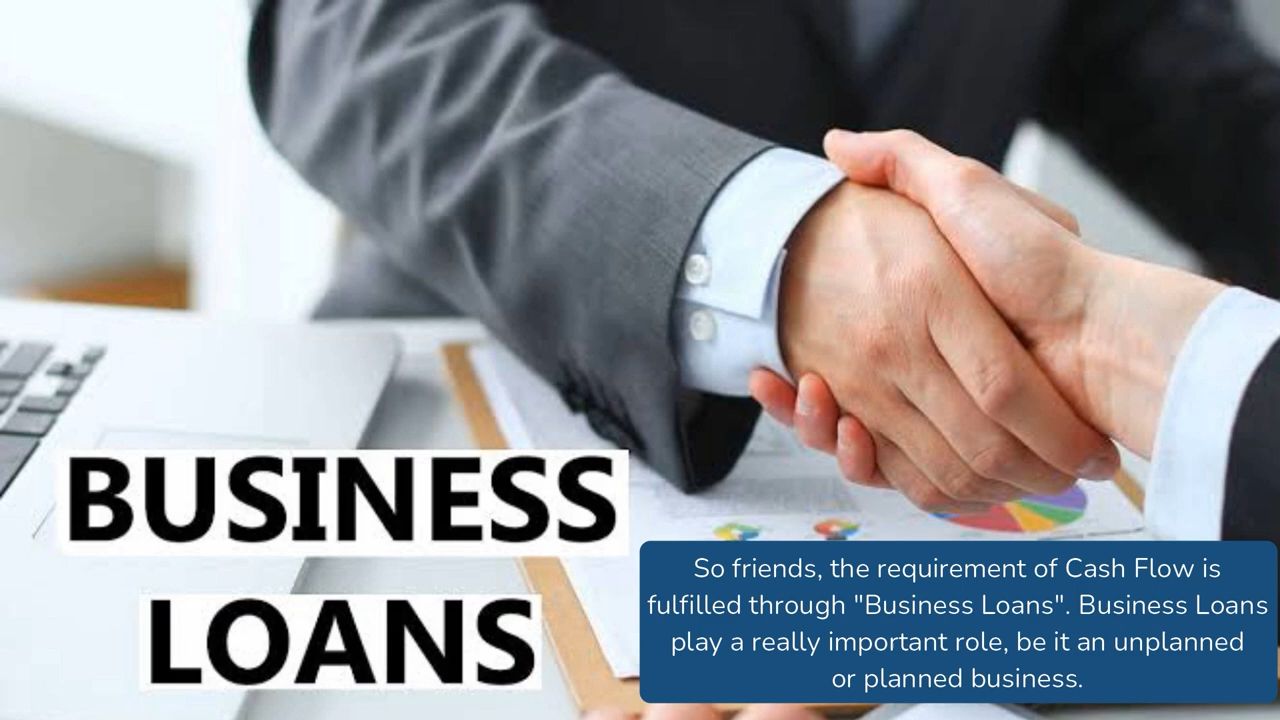 BUSINESS
LOANS
So friends, the requirement of Cash Flow is
fulfilled through "Business Loans". Business Loans
play a really important role, be it an unplanned
or planned business.